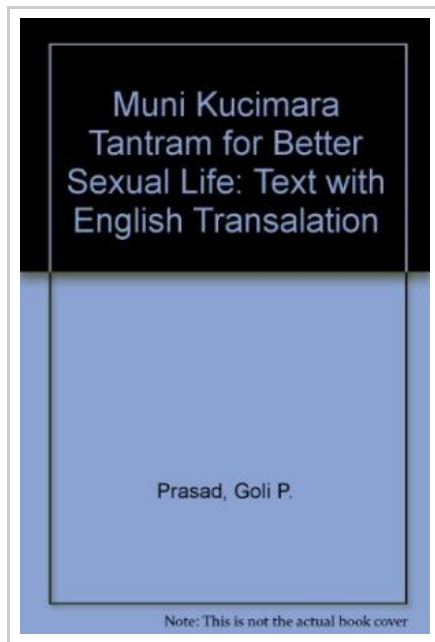 Muni Kucimara
Tantram for Better
Sexual Life: Text with
English Transalation
Prasad, Goli P.
Note: This is not the actual book cover